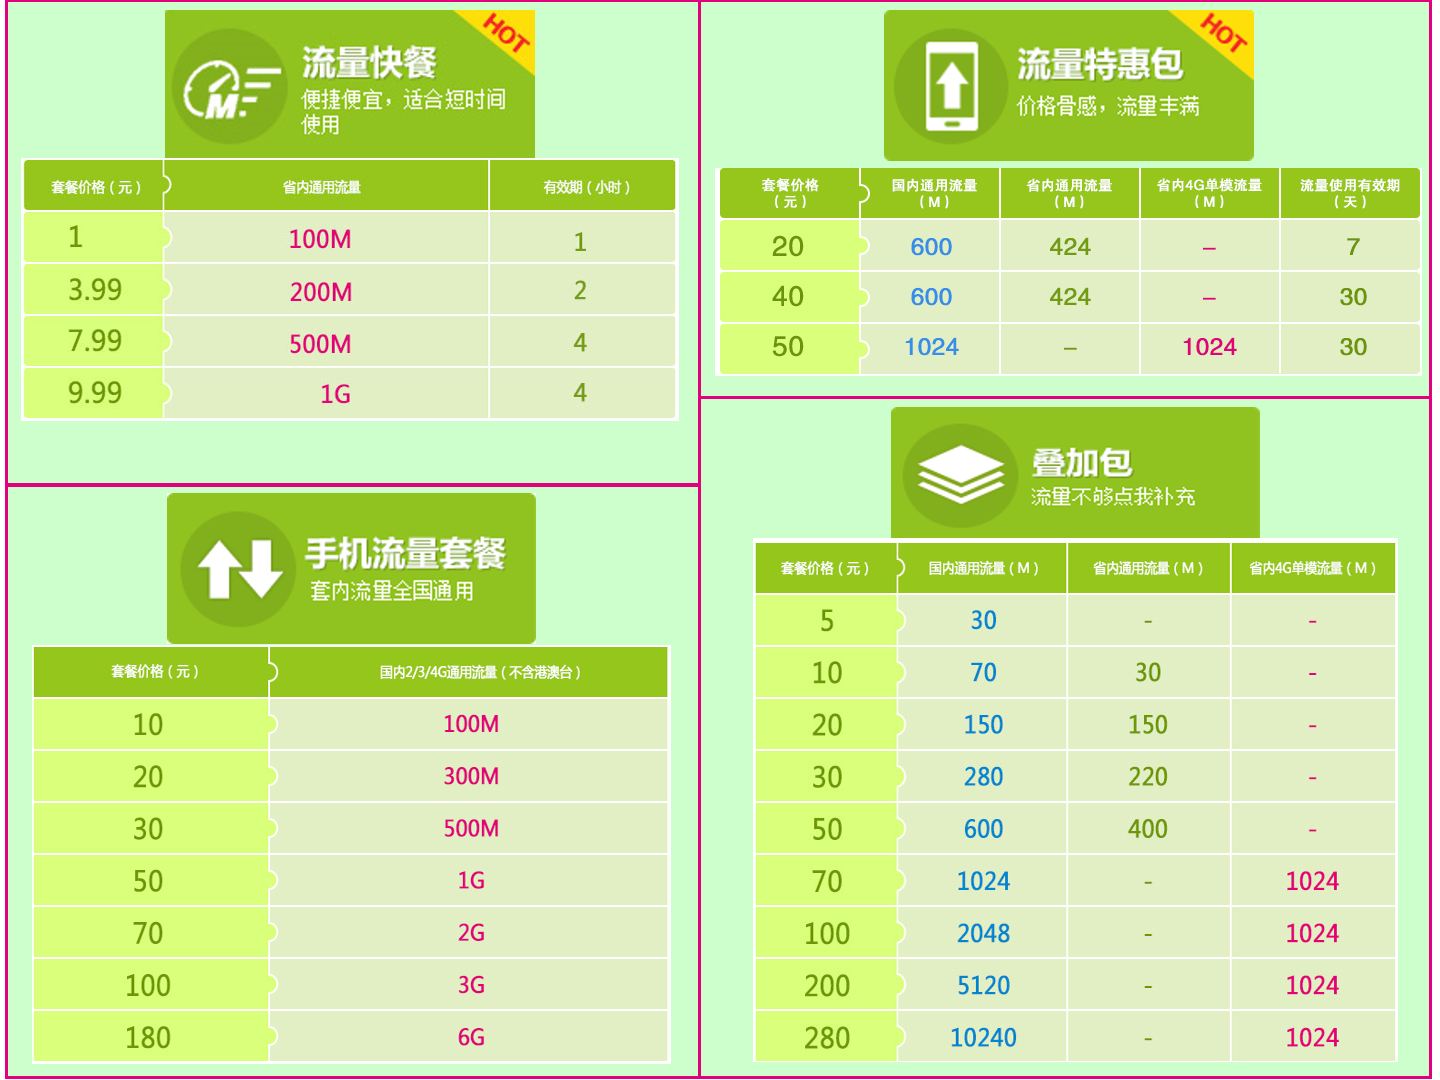 HOT
流量快餐
便捷便宜，适合短时间
使用
M
套餐价格（元） 省内通用流量 有效期（小时）
1 100M 1
3.99 200M 2
7.99 500M 4
9.99 1G 4
HOT
流量特惠包
价格骨感，流量丰满
套餐价格 国内通用流量 省内通用流量 省内4G单模流量 流量使用有效期
（元） （M） （M） （M） （天）
20 600 424 – 7
40 600 424 – 30
50 1024 – 1024 30
手机流量套餐
套内流量全国通用
套餐价格（元） 国内2/3/4G通用流量（不含港澳台）
10 100M
20 300M
30 500M
50 1G
70 2G
100 3G
180 6G
叠加包
流量不够点我补充
套餐价格（元） 国内通用流量（M） 省内通用流量（M） 省内4G单模流量（M）
5 30 - -
10 70 30 -
20 150 150 -
30 280 220 -
50 600 400 -
70 1024 - 1024
100 2048 - 1024
200 5120 - 1024
280 10240 - 1024